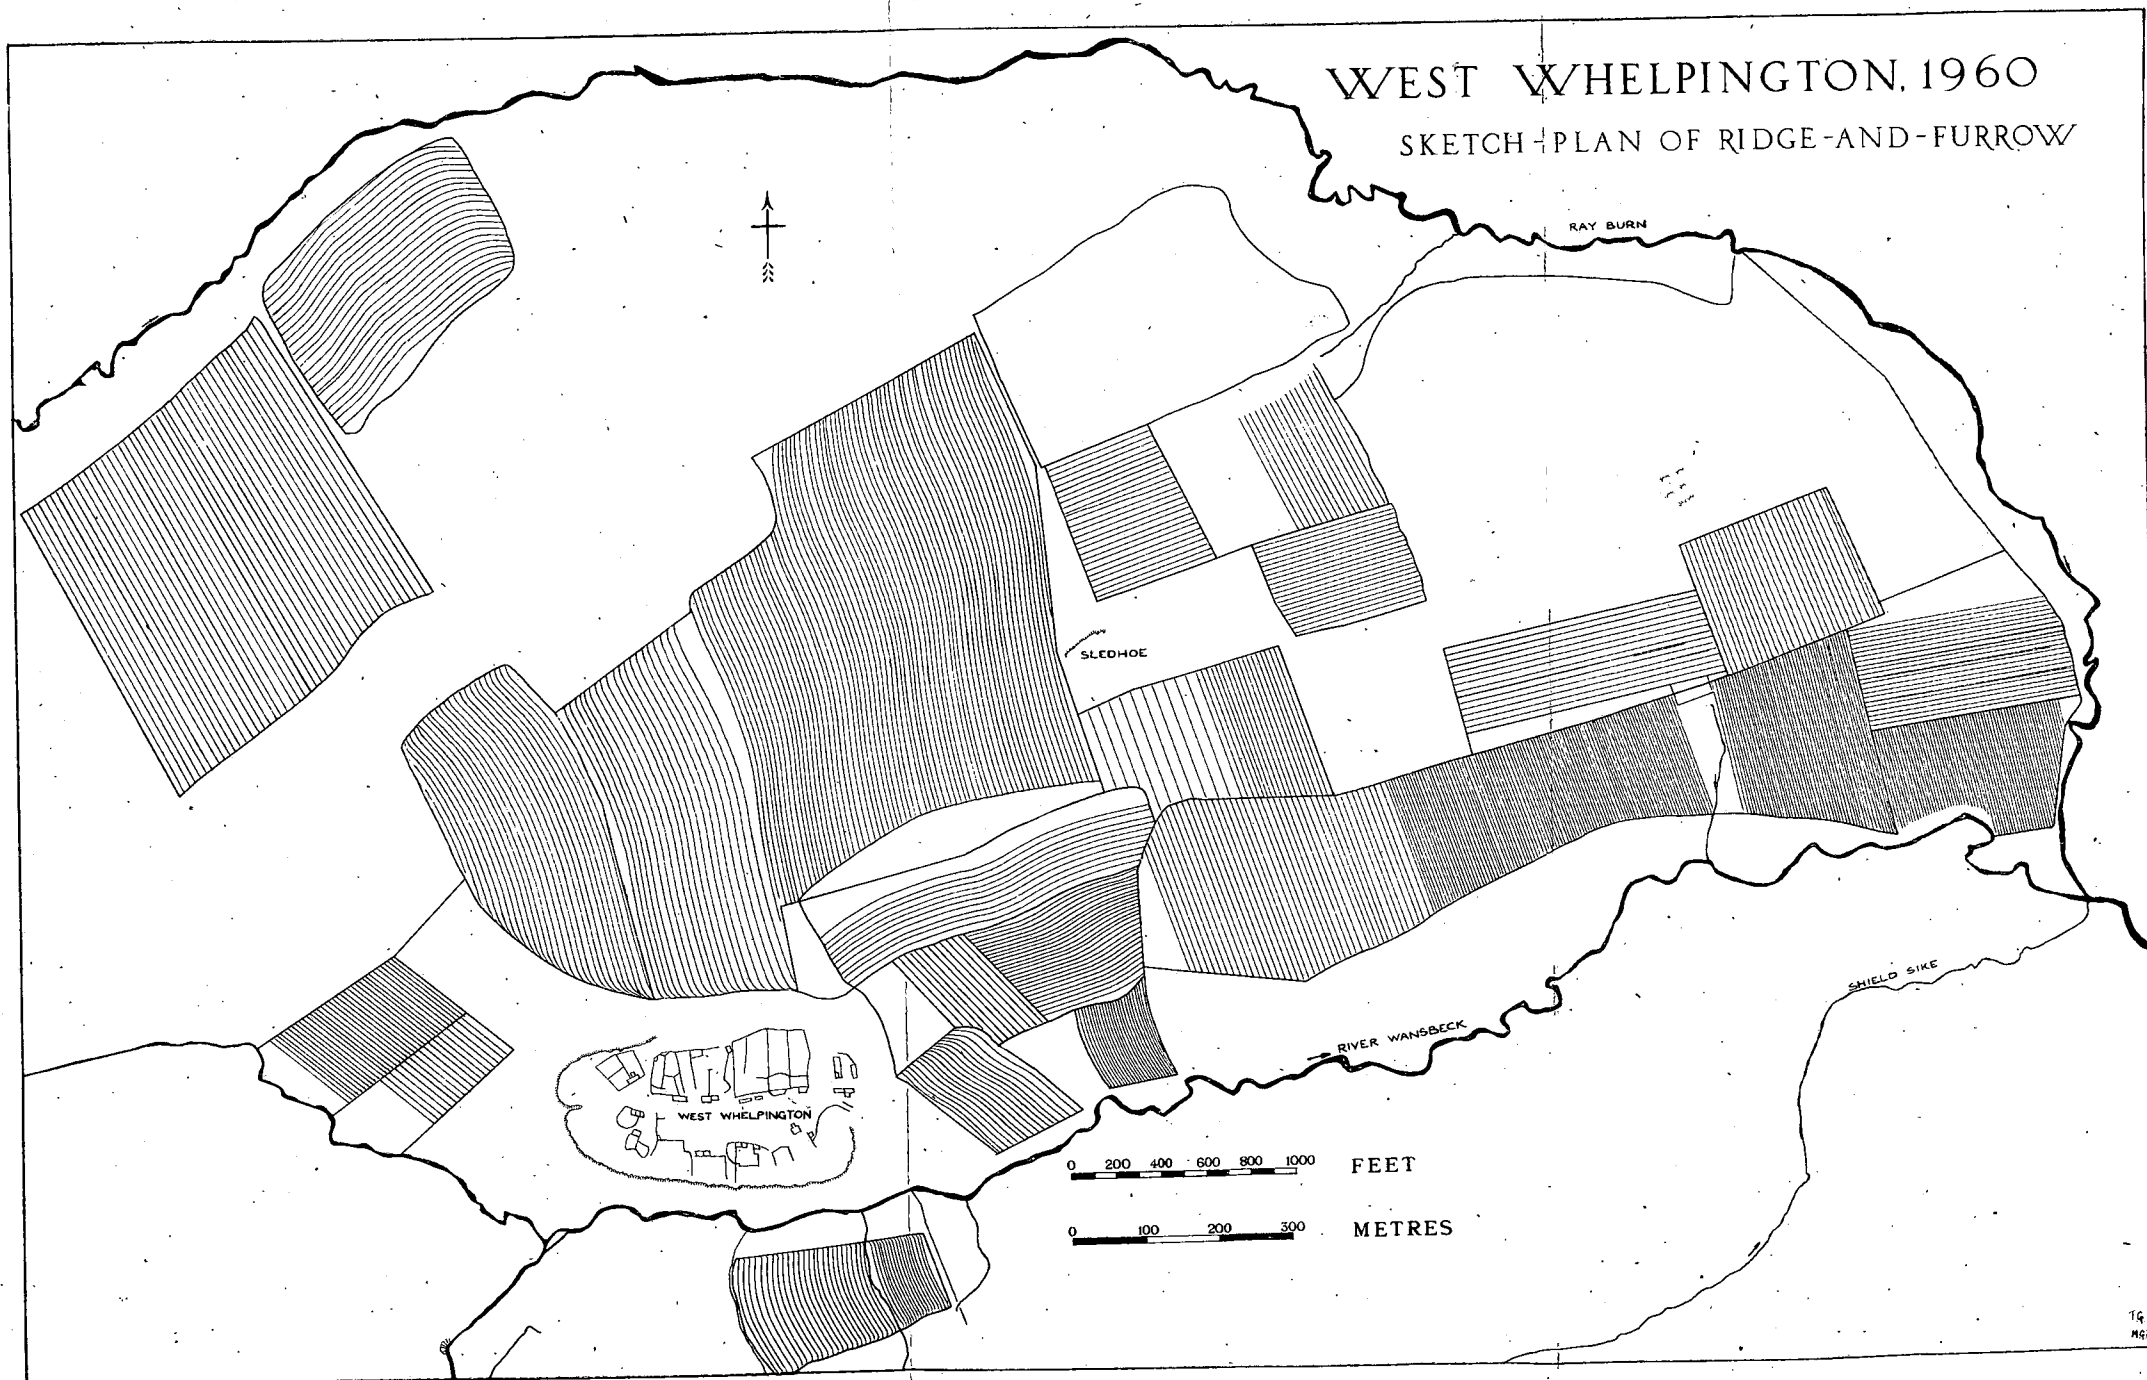 WEST WHELPINGTON, 1960
SKETCH-PLAN OF RIDGE-AND-FURROW
RAY BURN
SLEDHOE
SHIELD SIKE
RIVER WANSBECK
WEST WHELPINGTON
0 200 400 600 800 1000 FEET
0 100 200 300 METRES